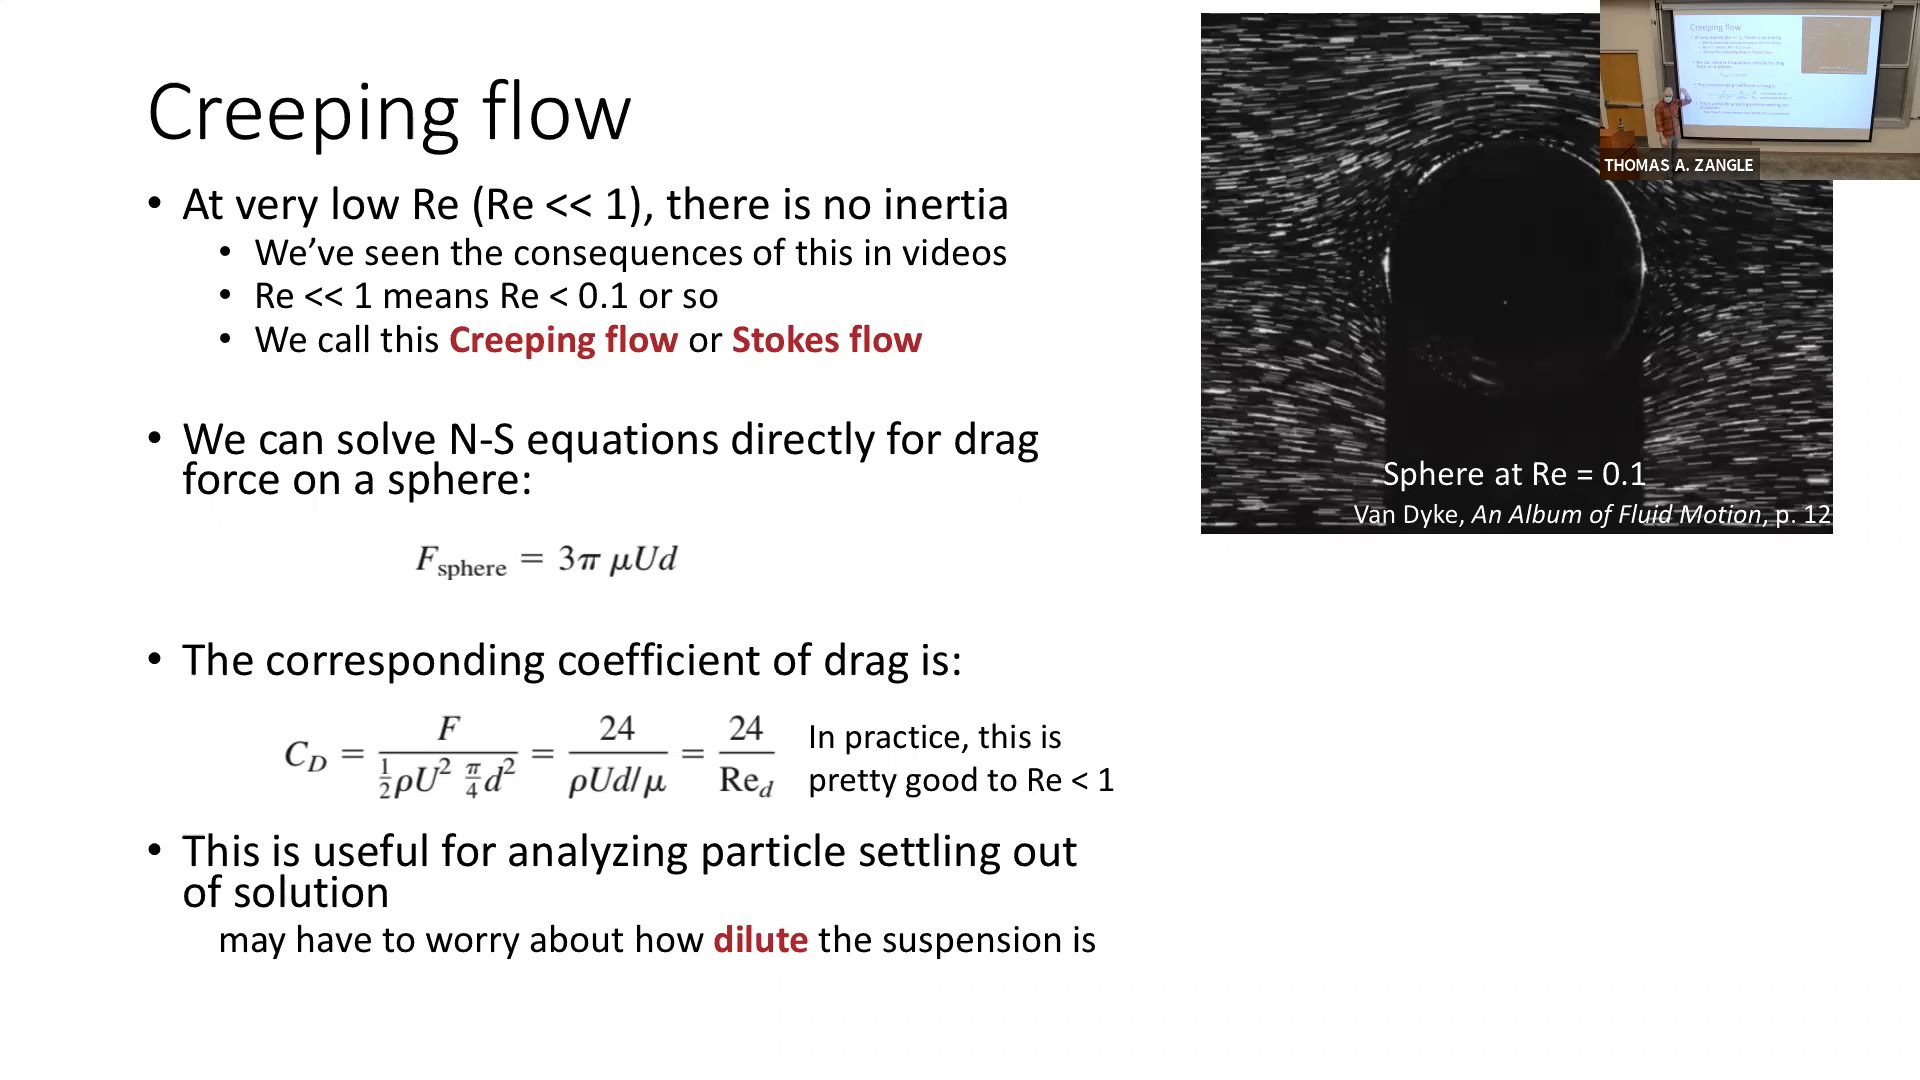 Creeping flow
• At very low Re (Re << 1), there is no inertia
• We’ve seen the consequences of this in videos
• Re << 1 means Re < 0.1 or so
• We call this Creeping flow or Stokes flow
• We can solve N-S equations directly for drag
force on a sphere:
F_sphere = 3π μUd
• The corresponding coefficient of drag is:
C_D = F / (½ρU² π/4 d²) = 24 / (ρUd/μ) = 24 / Re_d
In practice, this is
pretty good to Re < 1
• This is useful for analyzing particle settling out
of solution
may have to worry about how dilute the suspension is
Sphere at Re = 0.1
Van Dyke, An Album of Fluid Motion, p. 12
THOMAS A. ZANGLE
Creeping flow